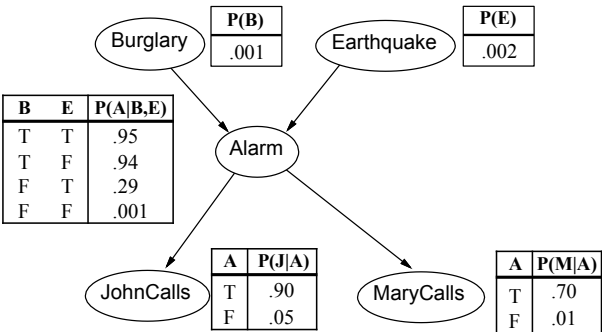 Burglary
P(B)
.001
Earthquake
P(E)
.002
B E P(A|B,E)
T T .95
T F .94
F T .29
F F .001
Alarm
JohnCalls
A P(J|A)
T .90
F .05
MaryCalls
A P(M|A)
T .70
F .01